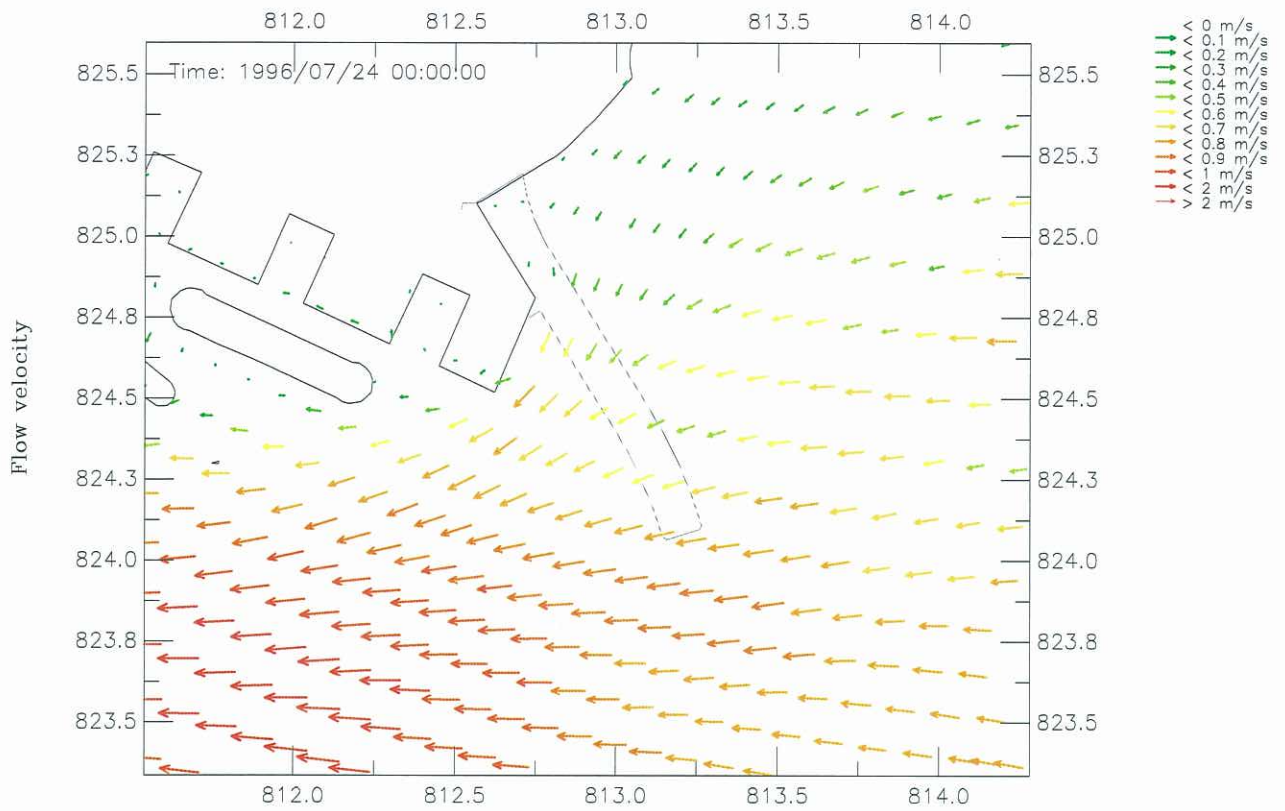 812.0 812.5 813.0 813.5 814.0
Time: 1996/07/24 00:00:00
825.5
825.3
825.0
824.8
824.5
824.3
824.0
823.8
823.5
Flow velocity
825.5
825.3
825.0
824.8
824.5
824.3
824.0
823.8
823.5
812.0 812.5 813.0 813.5 814.0
< 0 m/s
< 0.1 m/s
< 0.2 m/s
< 0.3 m/s
< 0.4 m/s
< 0.5 m/s
< 0.6 m/s
< 0.7 m/s
< 0.8 m/s
< 0.9 m/s
< 1 m/s
< 2 m/s
> 2 m/s